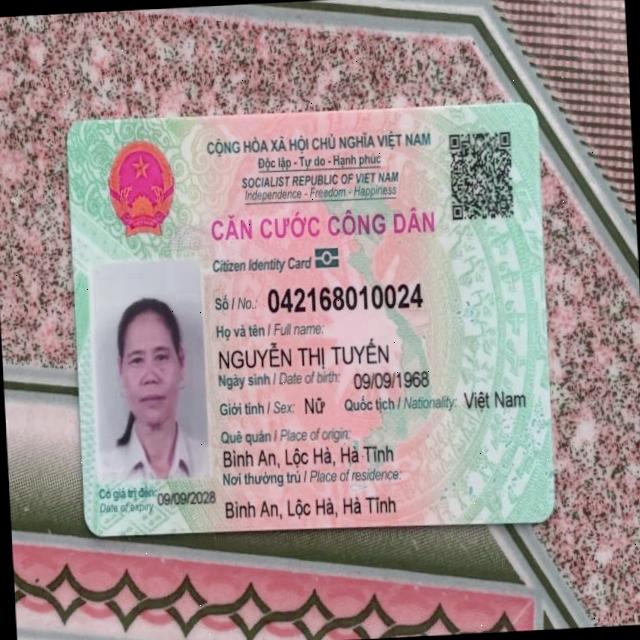 CỘNG HÒA XÃ HỘI CHỦ NGHĨA VIỆT NAM
Độc lập - Tự do - Hạnh phúc
SOCIALIST REPUBLIC OF VIET NAM
Independence - Freedom - Happiness
CĂN CƯỚC CÔNG DÂN
Citizen Identity Card
Số / No.: 042168010024
Họ và tên / Full name:
NGUYỄN THỊ TUYẾN
Ngày sinh / Date of birth: 09/09/1968
Giới tính / Sex: Nữ Quốc tịch / Nationality: Việt Nam
Quê quán / Place of origin:
Bình An, Lộc Hà, Hà Tĩnh
Nơi thường trú / Place of residence:
Bình An, Lộc Hà, Hà Tĩnh
Có giá trị đến: 09/09/2028
Date of expiry